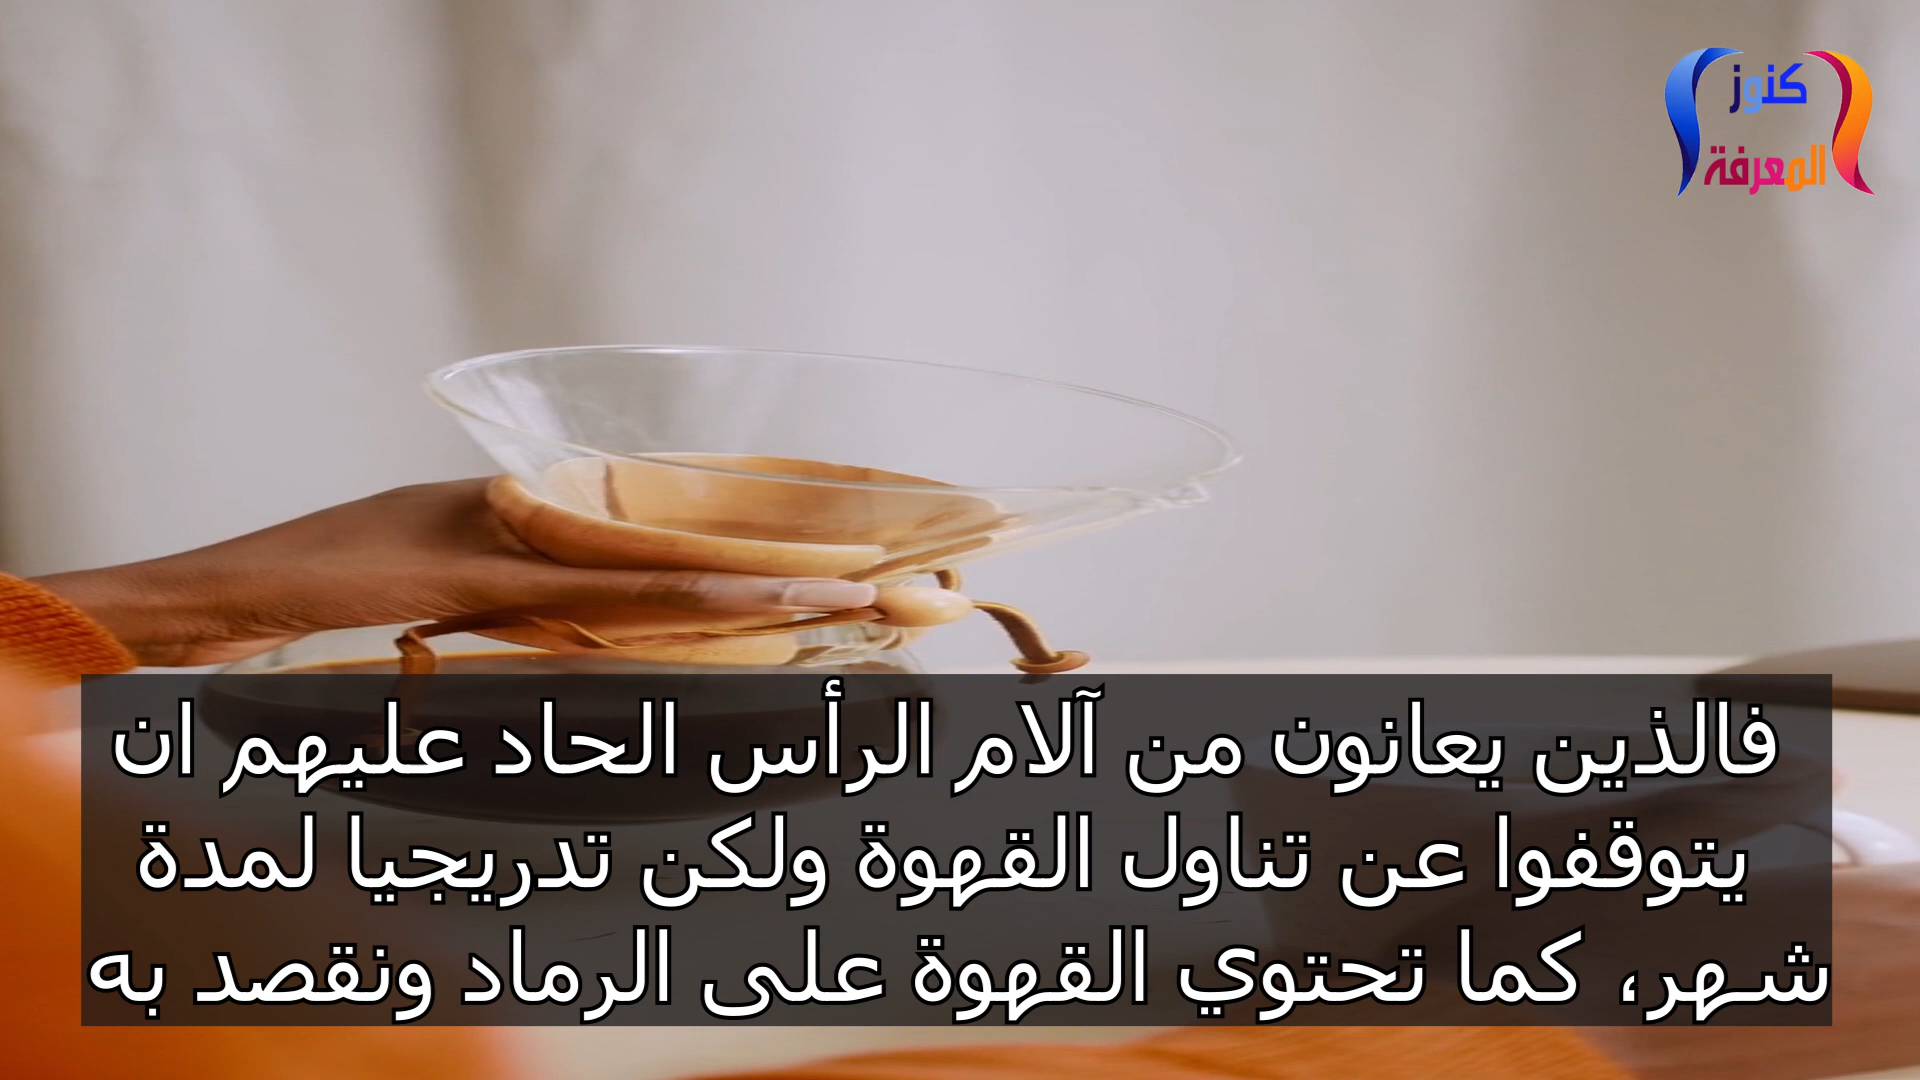 كنوز
المعرفة
فالذين يعانون من آلام الرأس الحاد عليهم ان
يتوقفوا عن تناول القهوة ولكن تدريجيا لمدة
شهر، كما تحتوي القهوة على الرماد ونقصد به